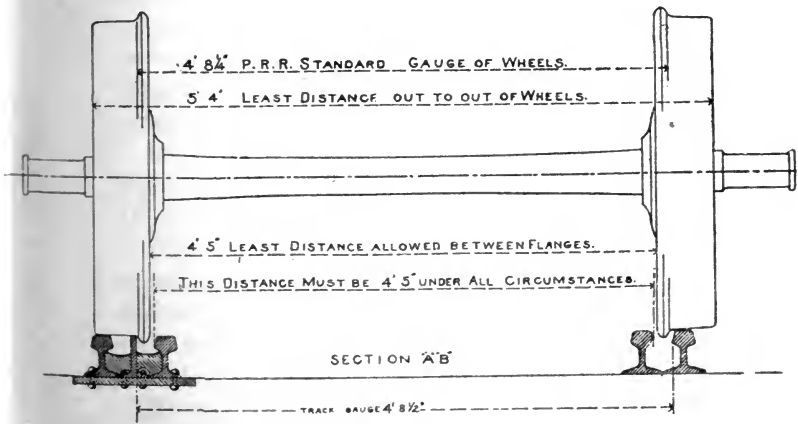 4' 8¼" P.R.R. STANDARD GAUGE OF WHEELS.
5' 4" LEAST DISTANCE OUT TO OUT OF WHEELS.
4' 5" LEAST DISTANCE ALLOWED BETWEEN FLANGES.
THIS DISTANCE MUST BE 4' 5" UNDER ALL CIRCUMSTANCES.
SECTION "A"B"
TRACK GAUGE 4' 8½"